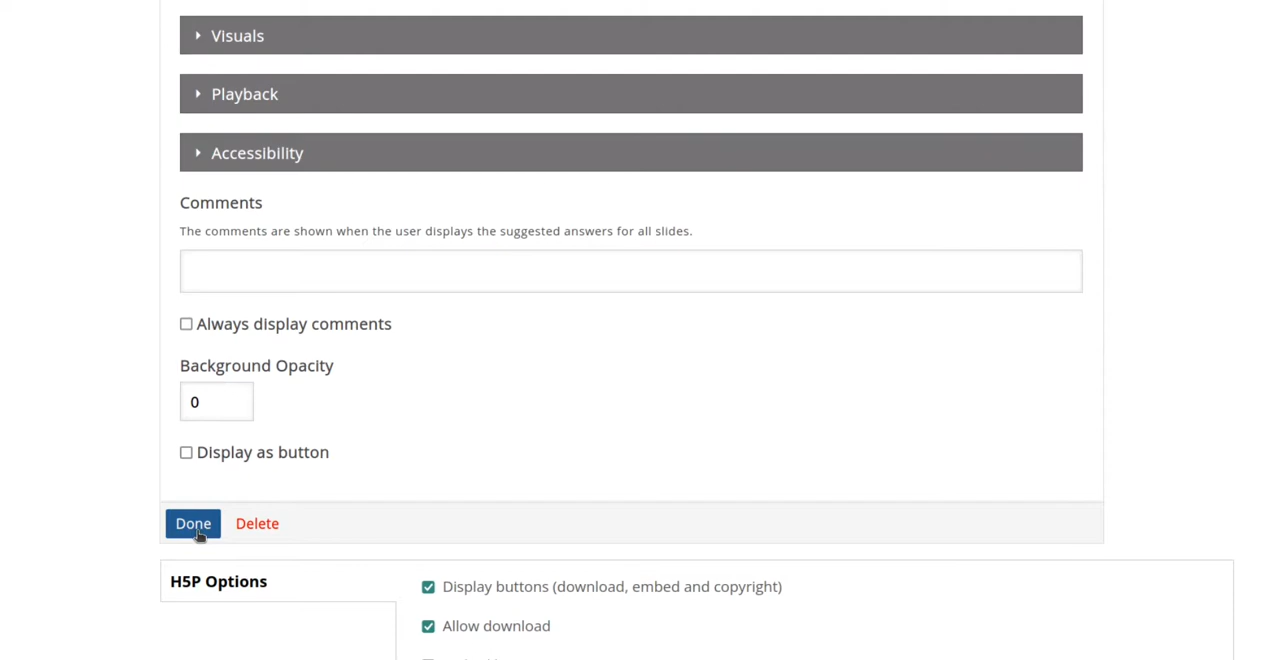 Visuals
Playback
Accessibility
Comments
The comments are shown when the user displays the suggested answers for all slides.
Always display comments
Background Opacity
0
Display as button
Done Delete
H5P Options
Display buttons (download, embed and copyright)
Allow download